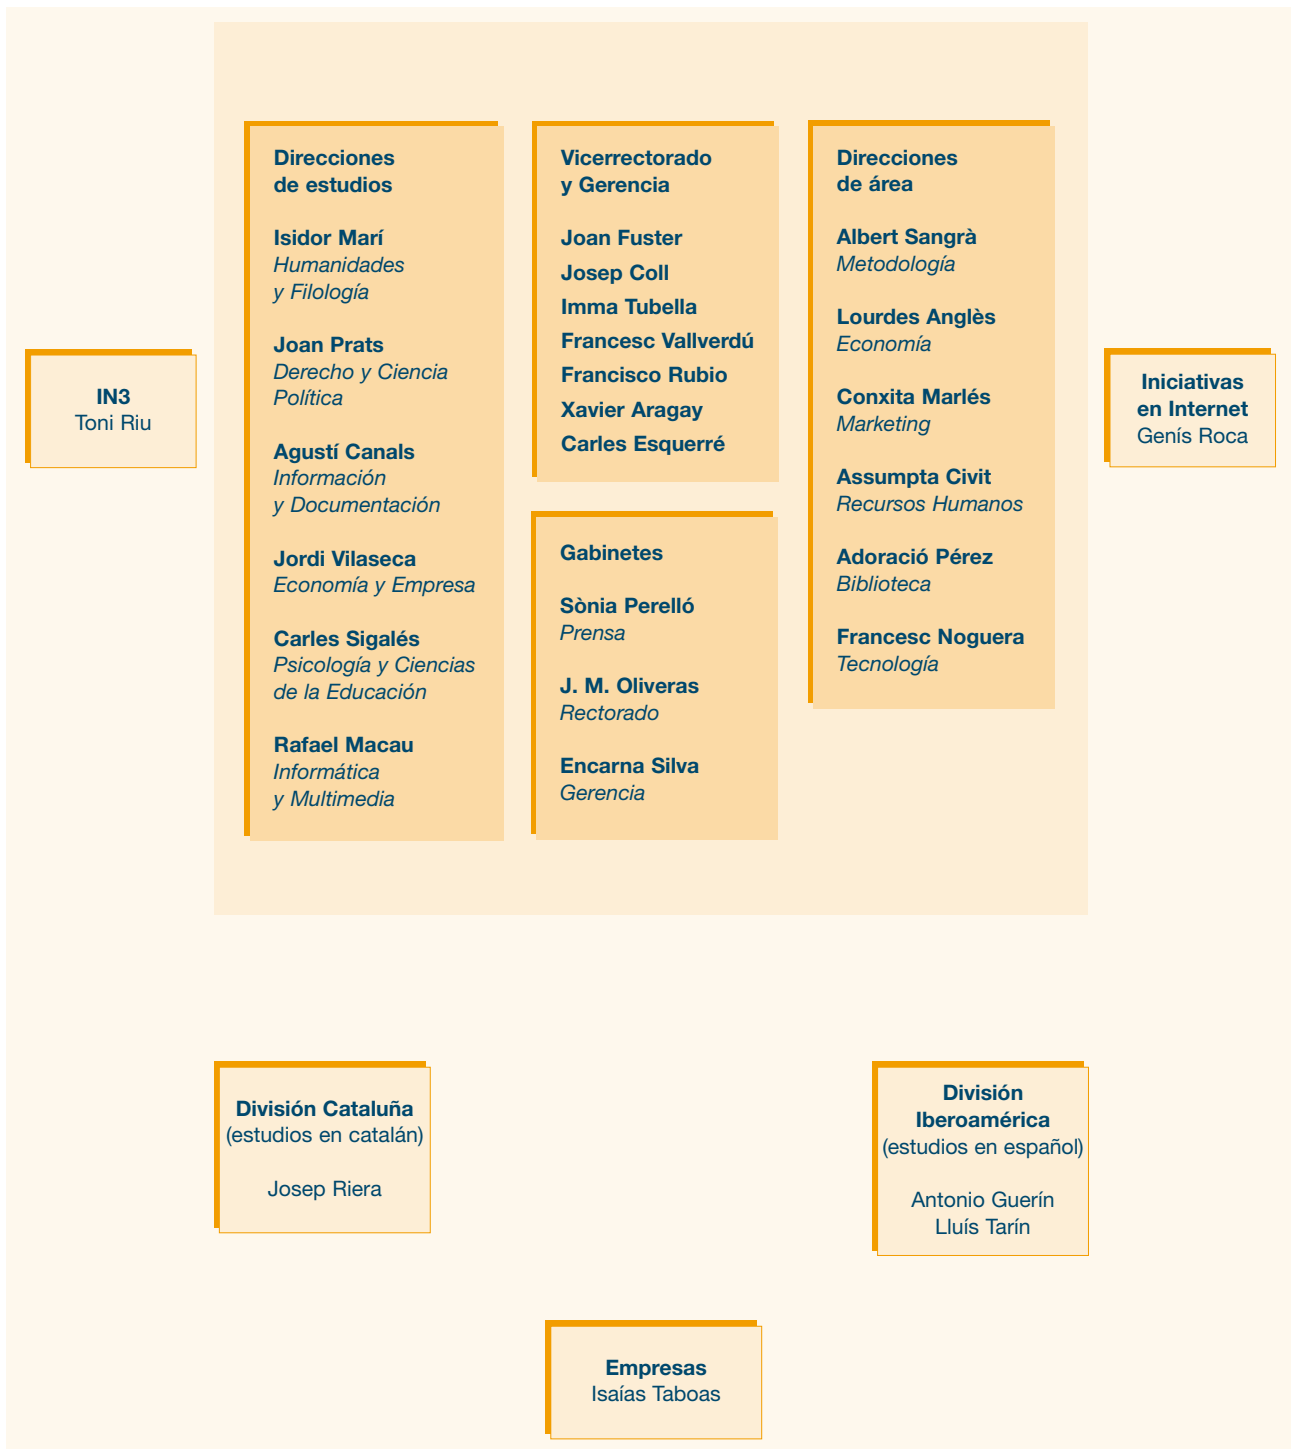 Direcciones
de estudios
Isidor Marí
Humanidades
y Filología
Joan Prats
Derecho y Ciencia
Política
Agustí Canals
Información
y Documentación
Jordi Vilaseca
Economía y Empresa
Carles Sigalés
Psicología y Ciencias
de la Educación
Rafael Macau
Informática
y Multimedia
Vicerrectorado
y Gerencia
Joan Fuster
Josep Coll
Imma Tubella
Francesc Vallverdú
Francisco Rubio
Xavier Aragay
Carles Esquerré
Gabinetes
Sònia Perelló
Prensa
J. M. Oliveras
Rectorado
Encarna Silva
Gerencia
Direcciones
de área
Albert Sangrà
Metodología
Lourdes Anglès
Economía
Conxita Marlés
Marketing
Assumpta Civit
Recursos Humanos
Adoració Pérez
Biblioteca
Francesc Noguera
Tecnología
IN3
Toni Riu
Iniciativas
en Internet
Genís Roca
División Cataluña
(estudios en catalán)
Josep Riera
División
Iberoamérica
(estudios en español)
Antonio Guerín
Lluís Tarín
Empresas
Isaías Taboas